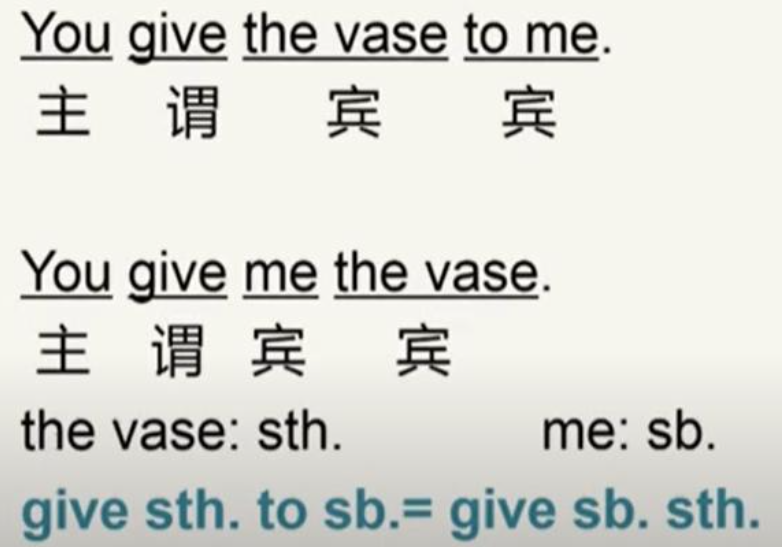 You give the vase to me.
主 谓 宾 宾
You give me the vase.
主 谓 宾 宾
the vase: sth. me: sb.
give sth. to sb.= give sb. sth.